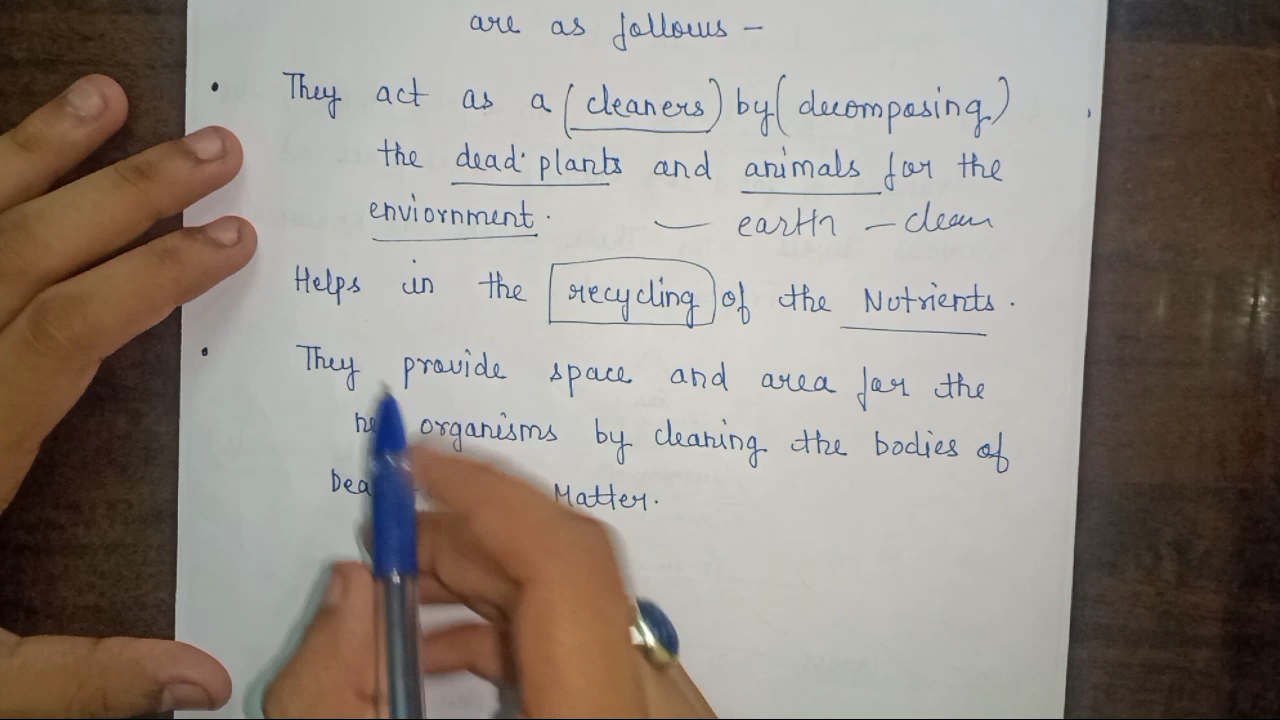 are as follows -
• They act as a (cleaners) by (decomposing)
the dead plants and animals for the
enviornment. — earth - clean
Helps in the recycling of the Nutrients.
• They provide space and area for the
organisms by cleaning the bodies of
Matter.